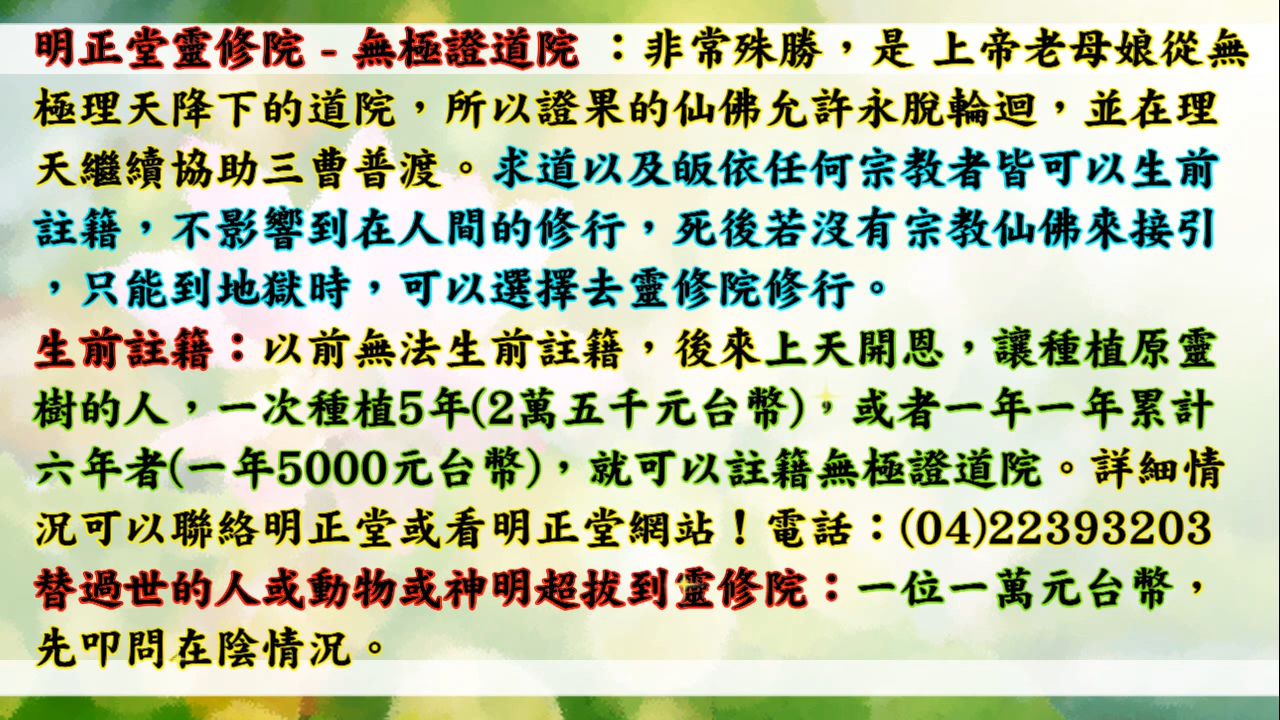 明正堂靈修院 - 無極證道院 ：非常殊勝，是 上帝老母娘從無
極理天降下的道院，所以證果的仙佛允許永脫輪迴，並在理
天繼續協助三曹普渡。求道以及皈依任何宗教者皆可以生前
註籍，不影響到在人間的修行，死後若沒有宗教仙佛來接引
，只能到地獄時，可以選擇去靈修院修行。
生前註籍：以前無法生前註籍，後來上天開恩，讓種植原靈
樹的人，一次種植5年(2萬五千元台幣)，或者一年一年累計
六年者(一年5000元台幣)，就可以註籍無極證道院。詳細情
況可以聯絡明正堂或看明正堂網站！電話：(04)22393203
替過世的人或動物或神明超拔到靈修院：一位一萬元台幣，
先叩問在陰情況。